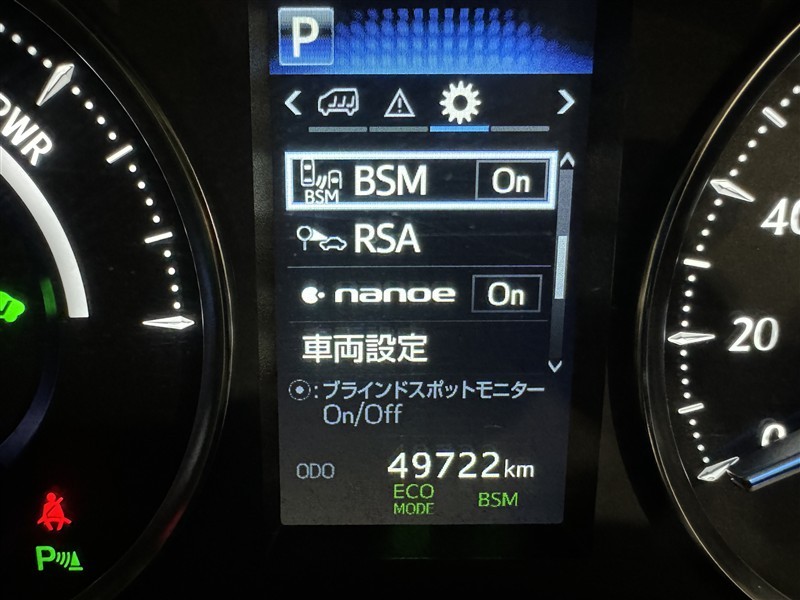 P
PWR
BSM
BSM On
RSA
nanoe On
車両設定
:ブラインドスポットモニター
On/Off
ODO 49722km
ECO
MODE
BSM
P
40
20
0